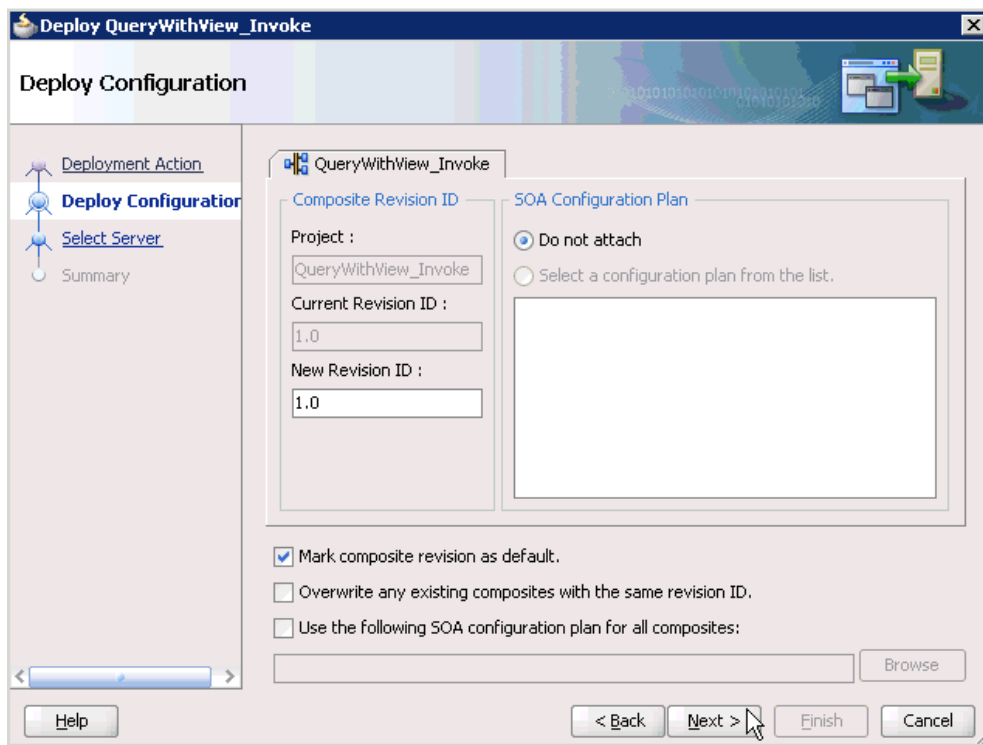 Deploy QueryWithView_Invoke
Deploy Configuration
Deployment Action
Deploy Configuration
Select Server
Summary
QueryWithView_Invoke
Composite Revision ID
Project :
QueryWithView_Invoke
Current Revision ID :
1.0
New Revision ID :
1.0
SOA Configuration Plan
Do not attach
Select a configuration plan from the list.
Mark composite revision as default.
Overwrite any existing composites with the same revision ID.
Use the following SOA configuration plan for all composites:
Browse
Help
< Back
Next >
Finish
Cancel